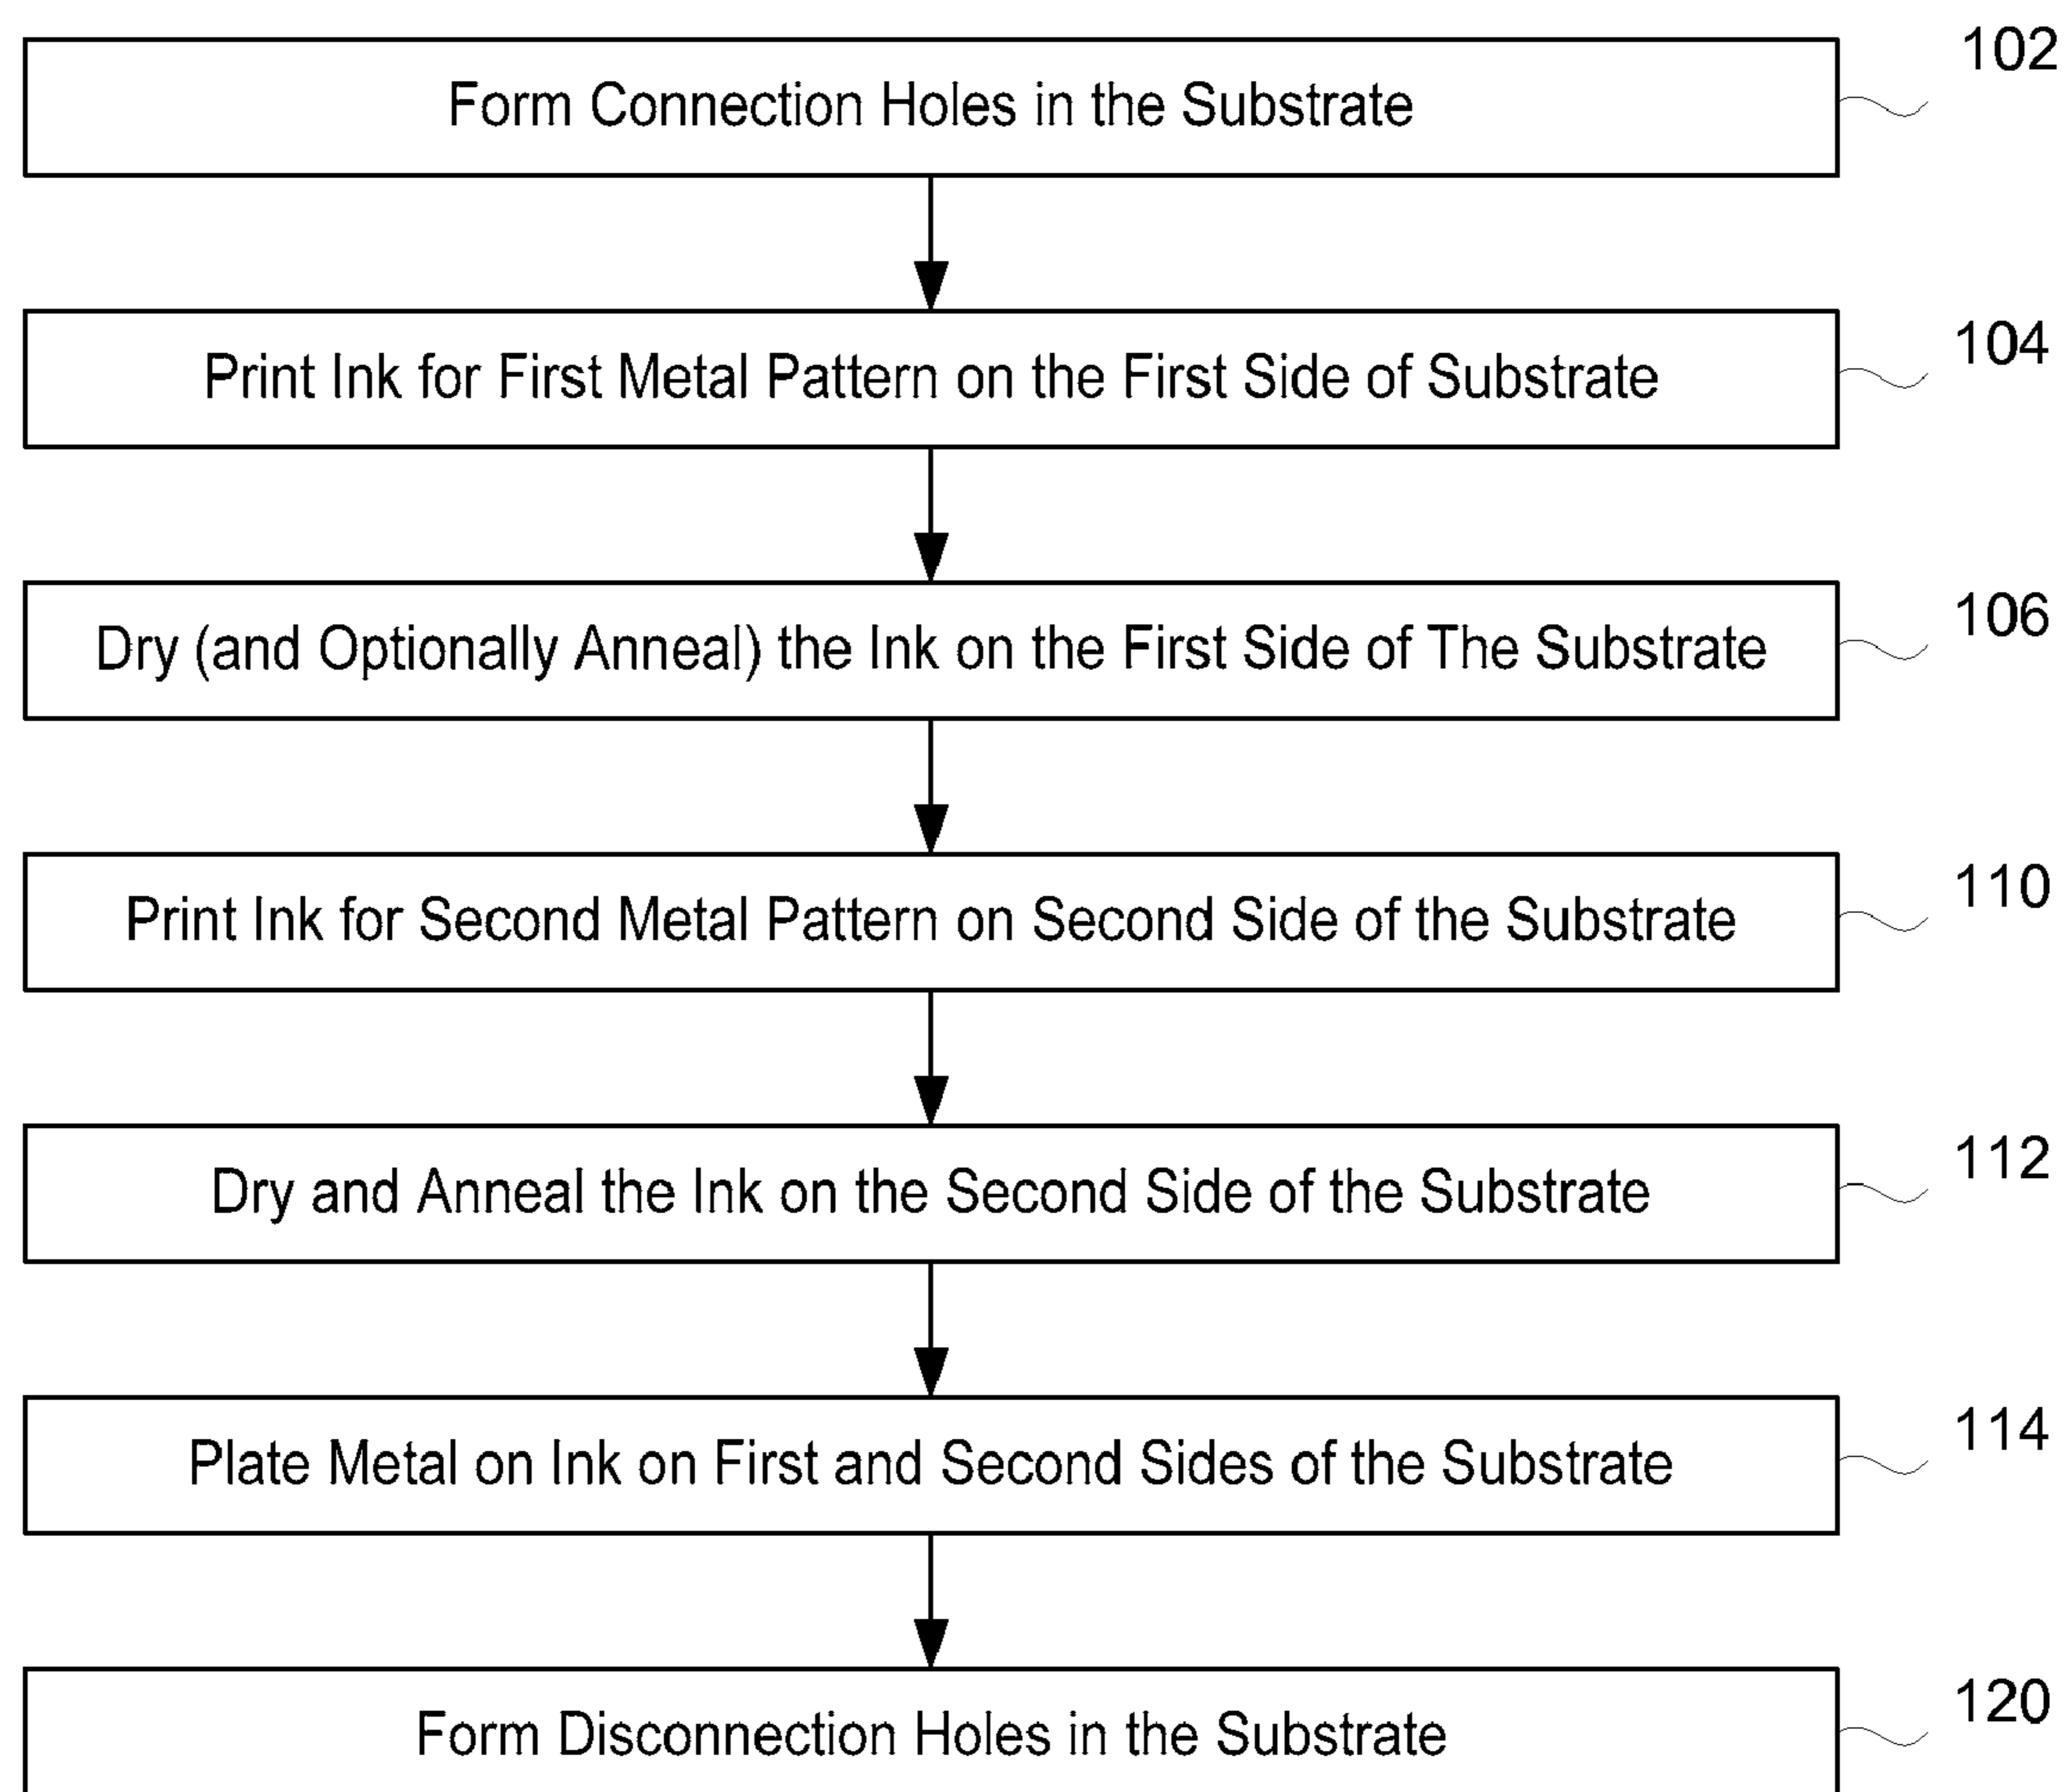 102
Form Connection Holes in the Substrate
104
Print Ink for First Metal Pattern on the First Side of Substrate
106
Dry (and Optionally Anneal) the Ink on the First Side of The Substrate
110
Print Ink for Second Metal Pattern on Second Side of the Substrate
112
Dry and Anneal the Ink on the Second Side of the Substrate
114
Plate Metal on Ink on First and Second Sides of the Substrate
120
Form Disconnection Holes in the Substrate